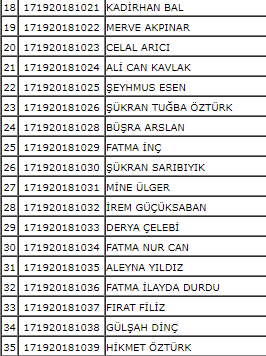 18 171920181021 KADİRHAN BAL
19 171920181022 MERVE AKPINAR
20 171920181023 CELAL ARICI
21 171920181024 ALİ CAN KAVLAK
22 171920181025 ŞEYHMUS ESEN
23 171920181026 ŞÜKRAN TUĞBA ÖZTÜRK
24 171920181028 BÜŞRA ARSLAN
25 171920181029 FATMA İNÇ
26 171920181030 ŞÜKRAN SARIBIYIK
27 171920181031 MİNE ÜLGER
28 171920181032 İREM GÜÇÜKSABAN
29 171920181033 DERYA ÇELEBİ
30 171920181034 FATMA NUR CAN
31 171920181035 ALEYNA YILDIZ
32 171920181036 FATMA İLAYDA DURDU
33 171920181037 FIRAT FİLİZ
34 171920181038 GÜLŞAH DİNÇ
35 171920181039 HİKMET ÖZTÜRK